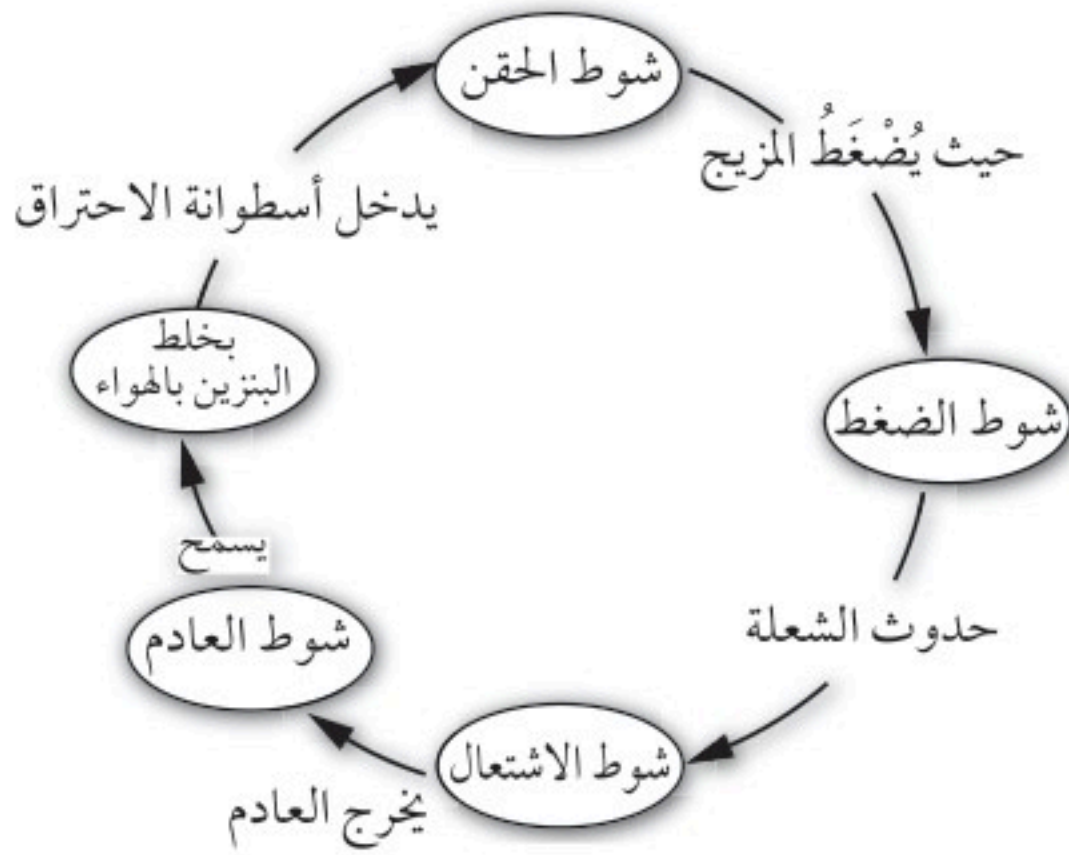 شوط الحقن
حيث يُضْغَطُ المزيج
شوط الضغط
حدوث الشعلة
شوط الاشتعال
يخرج العادم
شوط العادم
يسمح
بخلط
البنزين بالهواء
يدخل أسطوانة الاحتراق